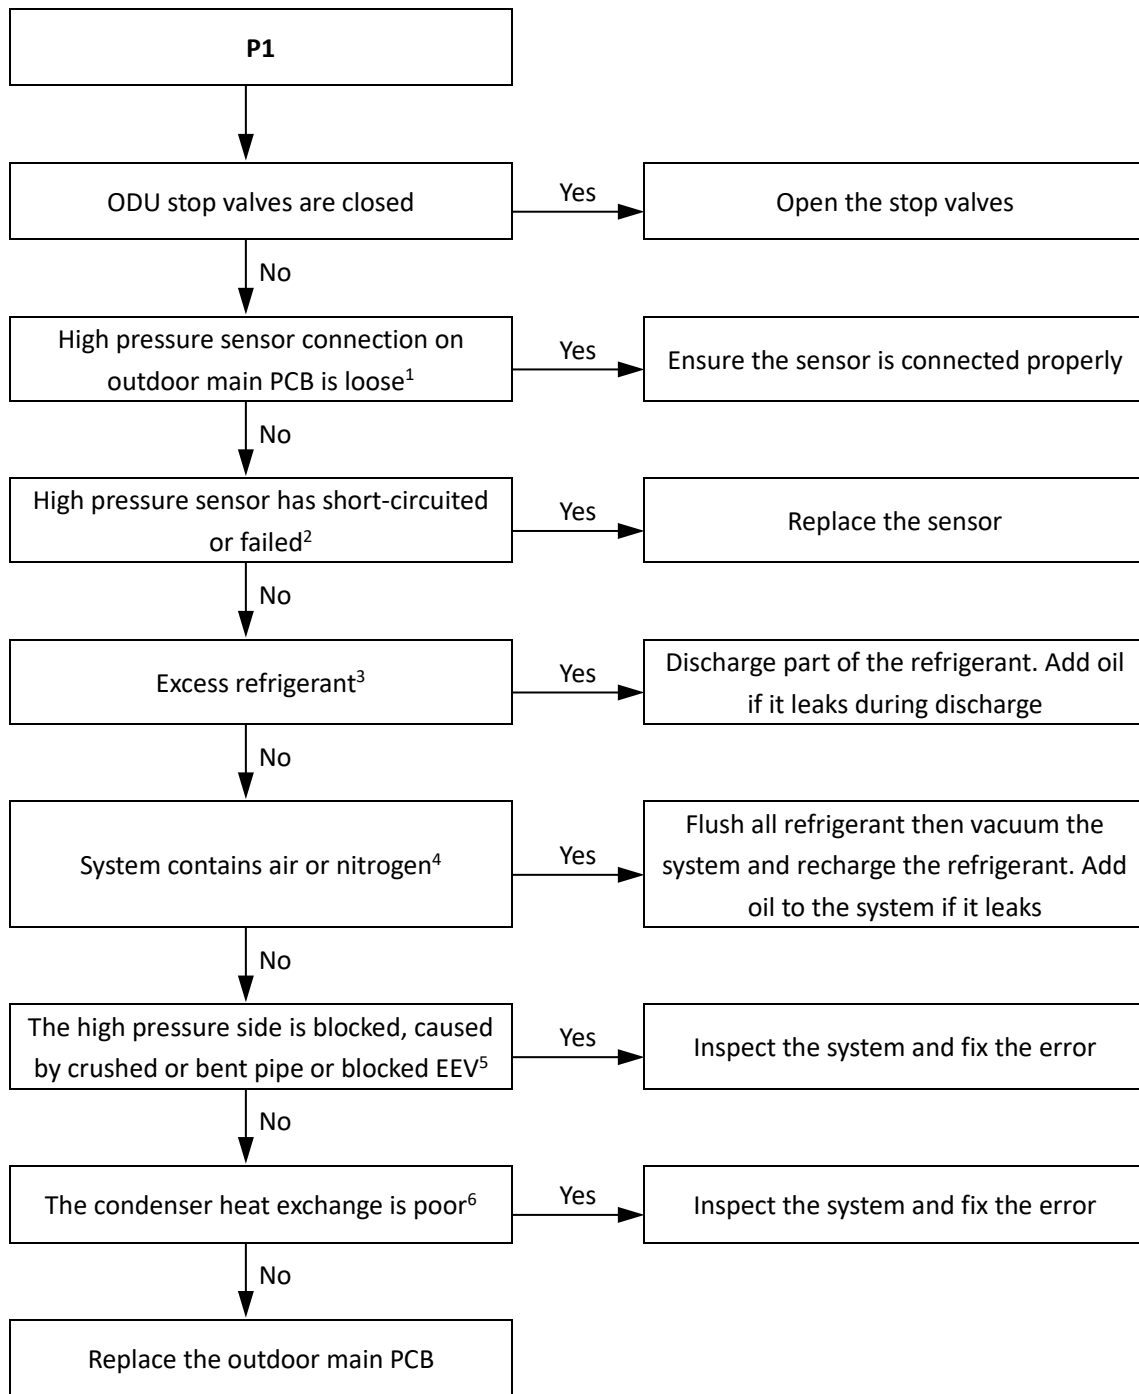 P1
ODU stop valves are closed
Yes
Open the stop valves
No
High pressure sensor connection on
outdoor main PCB is loose¹
Yes
Ensure the sensor is connected properly
No
High pressure sensor has short-circuited
or failed²
Yes
Replace the sensor
No
Excess refrigerant³
Yes
Discharge part of the refrigerant. Add oil
if it leaks during discharge
No
System contains air or nitrogen⁴
Yes
Flush all refrigerant then vacuum the
system and recharge the refrigerant. Add
oil to the system if it leaks
No
The high pressure side is blocked, caused
by crushed or bent pipe or blocked EEV⁵
Yes
Inspect the system and fix the error
No
The condenser heat exchange is poor⁶
Yes
Inspect the system and fix the error
No
Replace the outdoor main PCB